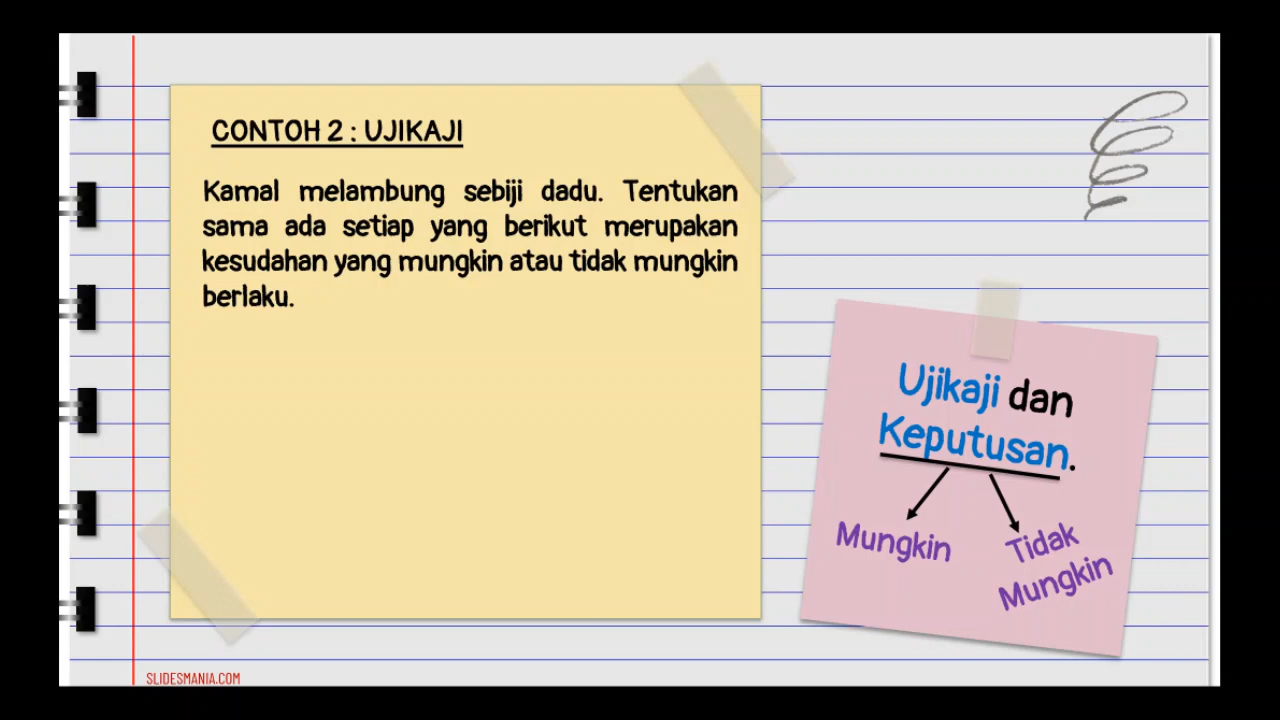 CONTOH 2 : UJIKAJI
Kamal melambung sebiji dadu. Tentukan
sama ada setiap yang berikut merupakan
kesudahan yang mungkin atau tidak mungkin
berlaku.
Ujikaji dan
Keputusan.
Mungkin
Tidak
Mungkin
SLIDESMANIA.COM